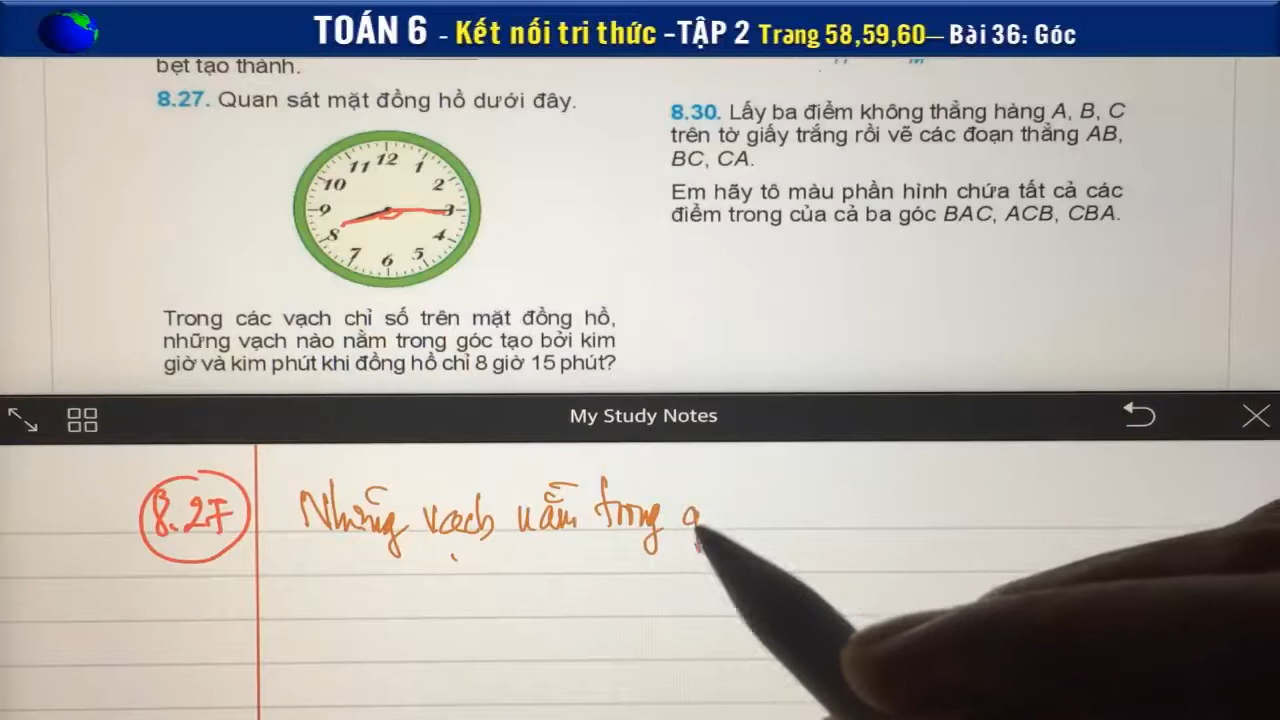 TOÁN 6 - Kết nối tri thức -TẬP 2 Trang 58,59,60— Bài 36: Góc
bẹt tạo thành.
8.27. Quan sát mặt đồng hồ dưới đây.
12
1
2
3
4
5
6
7
8
9
10
11
Trong các vạch chỉ số trên mặt đồng hồ,
những vạch nào nằm trong góc tạo bởi kim
giờ và kim phút khi đồng hồ chỉ 8 giờ 15 phút?
8.30. Lấy ba điểm không thẳng hàng A, B, C
trên tờ giấy trắng rồi vẽ các đoạn thẳng AB,
BC, CA.
Em hãy tô màu phần hình chứa tất cả các
điểm trong của cả ba góc BAC, ACB, CBA.
My Study Notes
8.27 Những vạch nằm trong